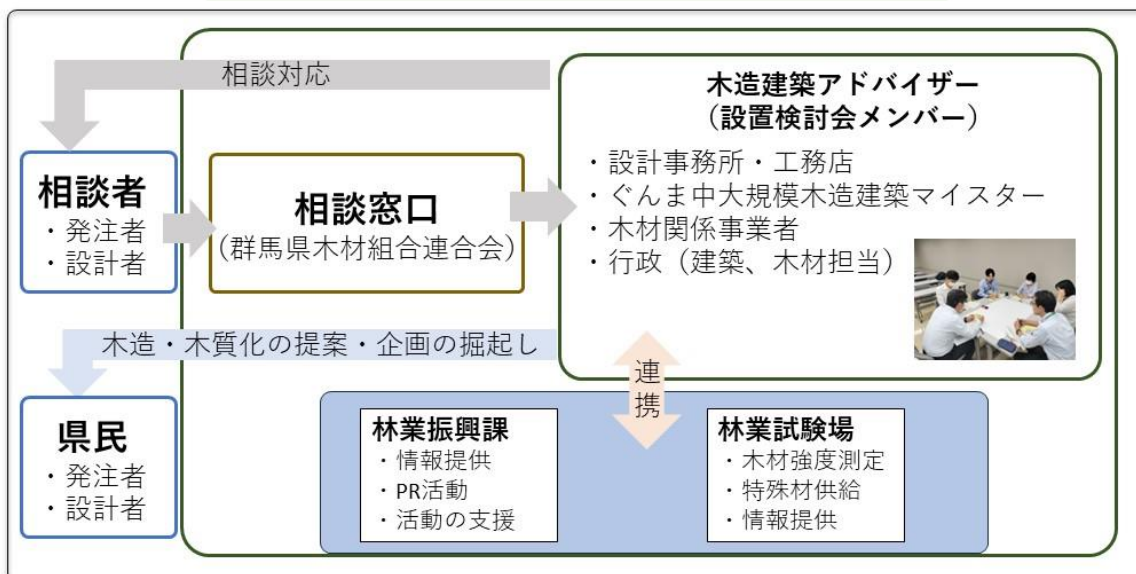 相談対応
相談者
・発注者
・設計者
相談窓口
(群馬県木材組合連合会)
木造建築アドバイザー
(設置検討会メンバー)
・設計事務所・工務店
・ぐんま中大規模木造建築マイスター
・木材関係事業者
・行政（建築、木材担当）
木造・木質化の提案・企画の掘起し
連携
県民
・発注者
・設計者
林業振興課
・情報提供
・PR活動
・活動の支援
林業試験場
・木材強度測定
・特殊材供給
・情報提供